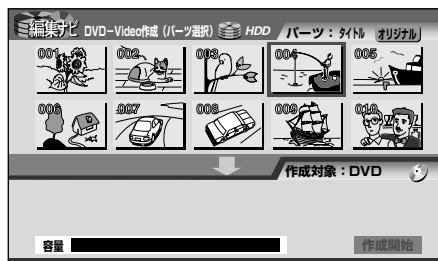 編集ナビ DVD-Video作成 (パーツ選択) HDD パーツ：タイトル オリジナル
001 002 003 004 005
006 007 008 009 010
作成対象：DVD
容量 作成開始